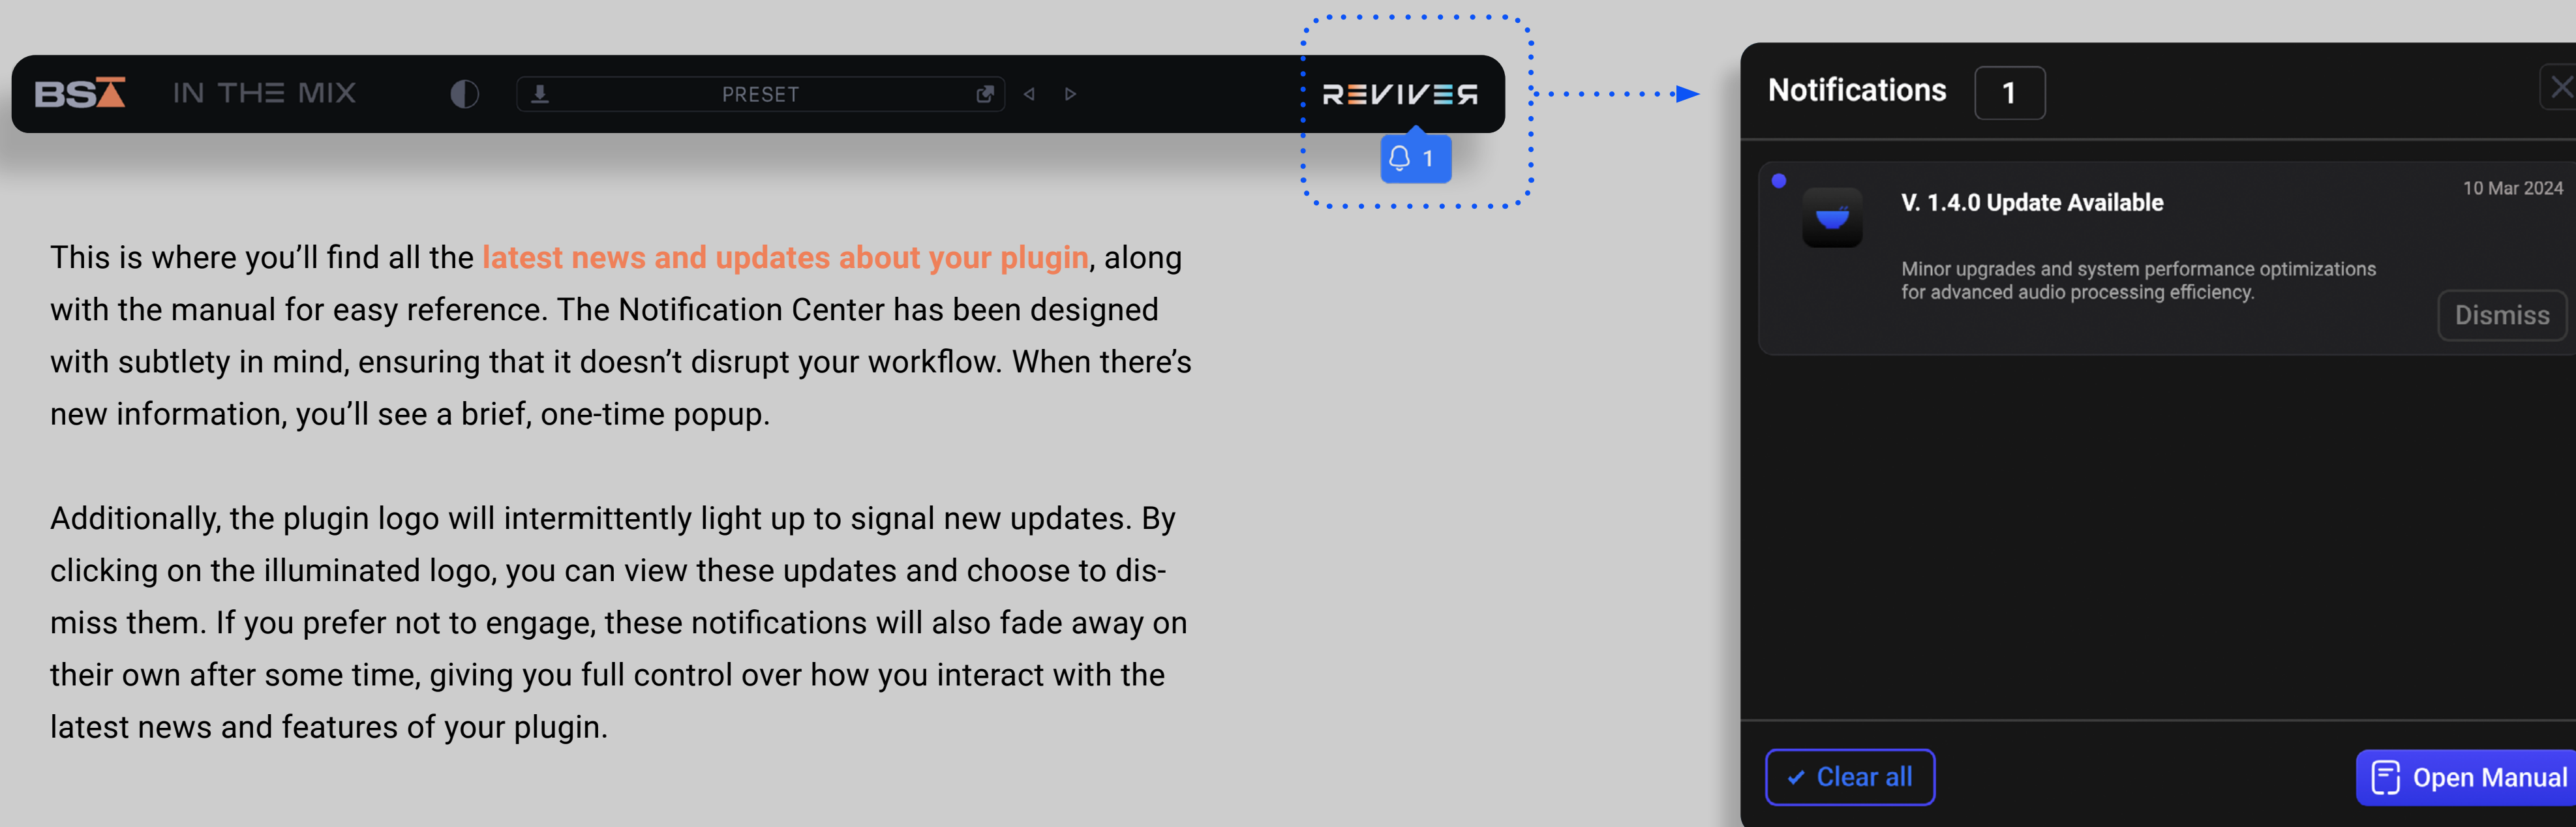 BSA IN THE MIX PRESET REVIVER
1
This is where you’ll find all the latest news and updates about your plugin, along
with the manual for easy reference. The Notification Center has been designed
with subtlety in mind, ensuring that it doesn’t disrupt your workflow. When there’s
new information, you’ll see a brief, one-time popup.
Additionally, the plugin logo will intermittently light up to signal new updates. By
clicking on the illuminated logo, you can view these updates and choose to dis-
miss them. If you prefer not to engage, these notifications will also fade away on
their own after some time, giving you full control over how you interact with the
latest news and features of your plugin.
Notifications 1
10 Mar 2024
V. 1.4.0 Update Available
Minor upgrades and system performance optimizations
for advanced audio processing efficiency.
Dismiss
Clear all
Open Manual